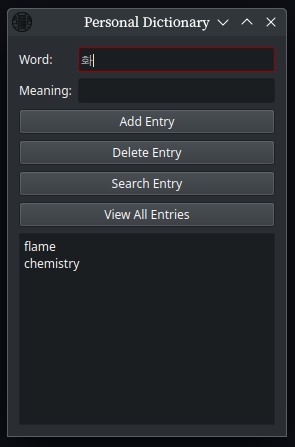 Personal Dictionary
Word: 화
Meaning:
Add Entry
Delete Entry
Search Entry
View All Entries
flame
chemistry